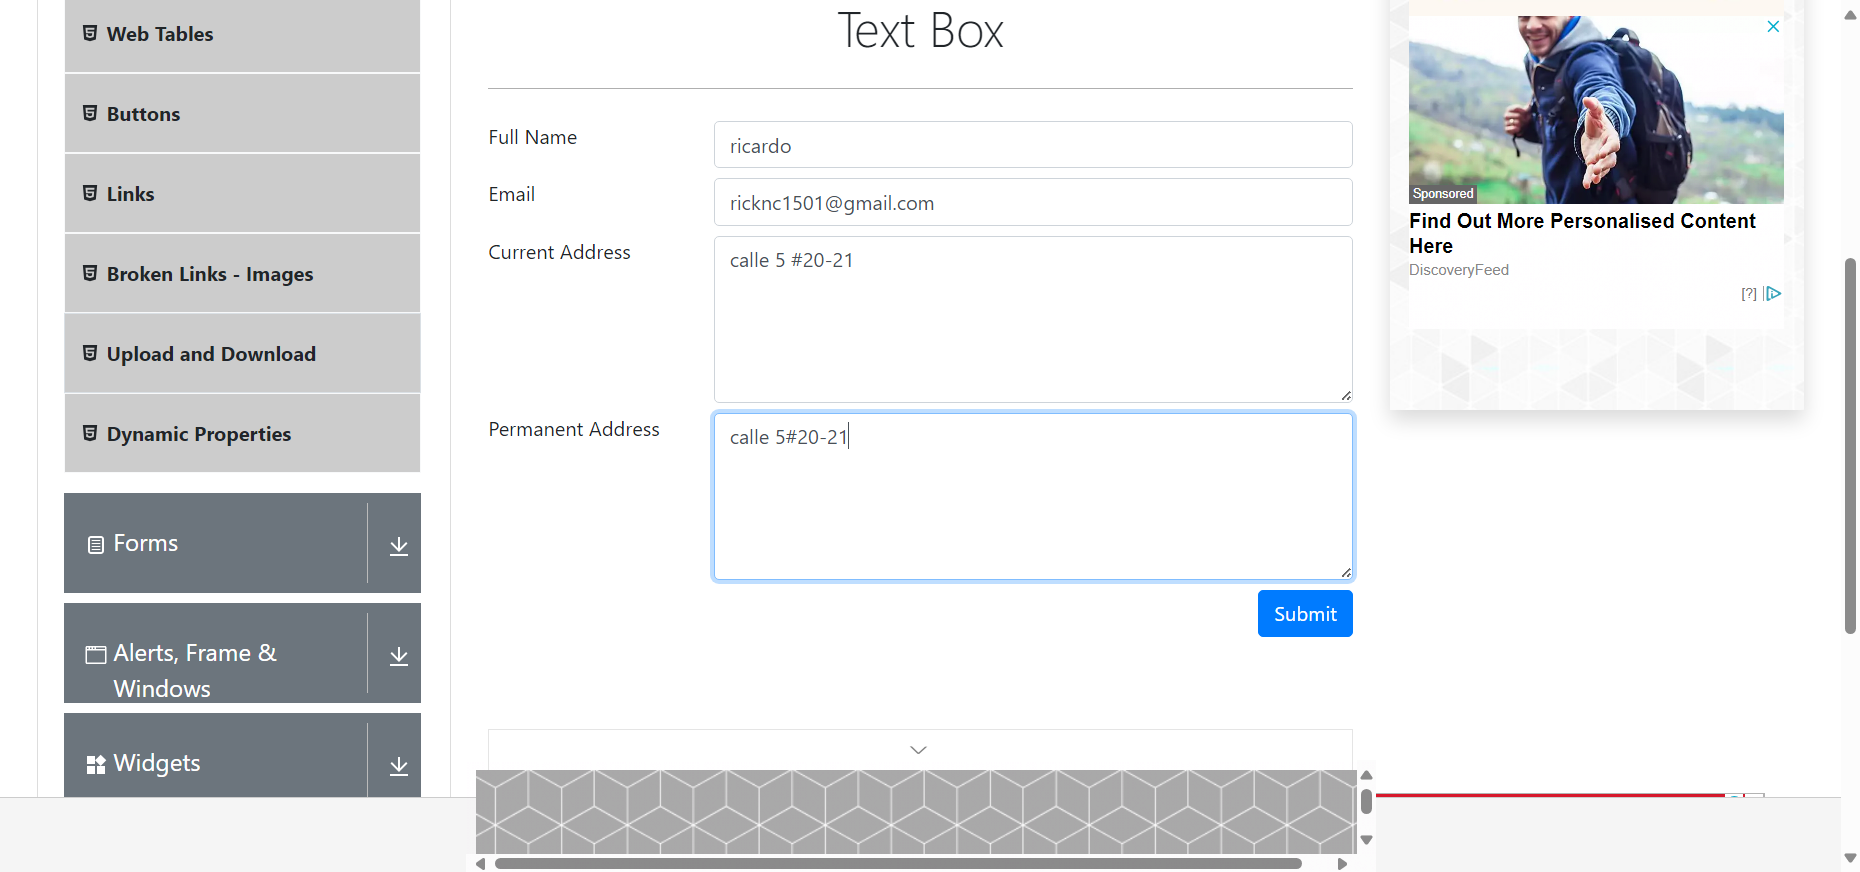 Web Tables
Buttons
Links
Broken Links - Images
Upload and Download
Dynamic Properties
Forms
Alerts, Frame &
Windows
Widgets
Text Box
Full Name
ricardo
Email
ricknc1501@gmail.com
Current Address
calle 5 #20-21
Permanent Address
calle 5#20-21
Submit
Sponsored
Find Out More Personalised Content
Here
DiscoveryFeed
[?]